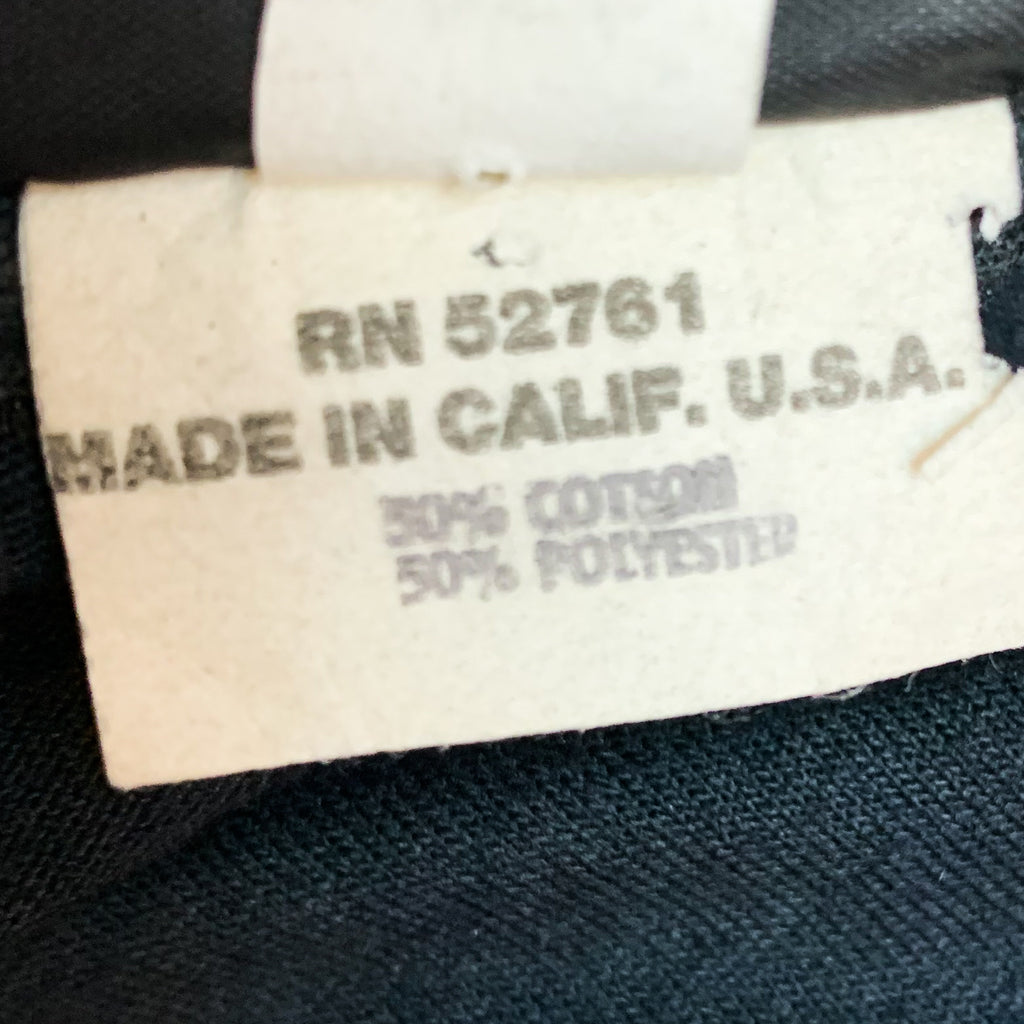 RN 52761
MADE IN CALIF. U.S.A.
50% COTTON
50% POLYESTER